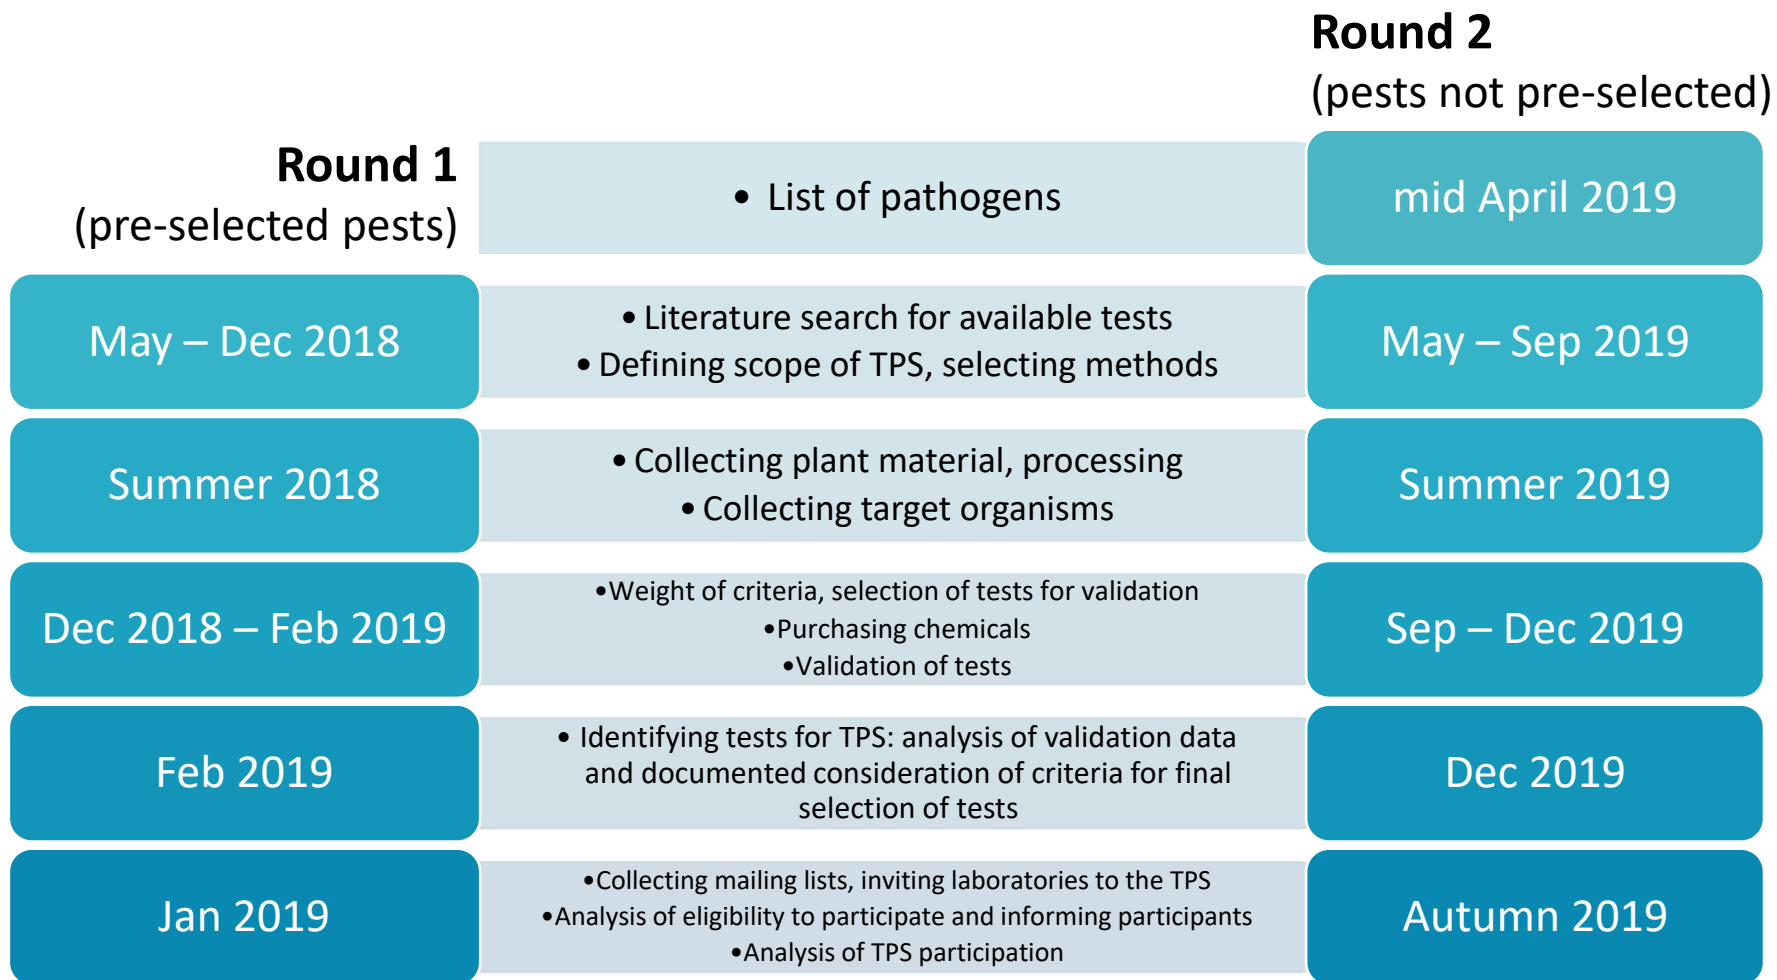 Round 2
(pests not pre-selected)
Round 1
(pre-selected pests)
• List of pathogens
mid April 2019
May – Dec 2018
• Literature search for available tests
• Defining scope of TPS, selecting methods
May – Sep 2019
Summer 2018
• Collecting plant material, processing
• Collecting target organisms
Summer 2019
Dec 2018 – Feb 2019
•Weight of criteria, selection of tests for validation
•Purchasing chemicals
•Validation of tests
Sep – Dec 2019
Feb 2019
• Identifying tests for TPS: analysis of validation data
and documented consideration of criteria for final
selection of tests
Dec 2019
Jan 2019
•Collecting mailing lists, inviting laboratories to the TPS
•Analysis of eligibility to participate and informing participants
•Analysis of TPS participation
Autumn 2019